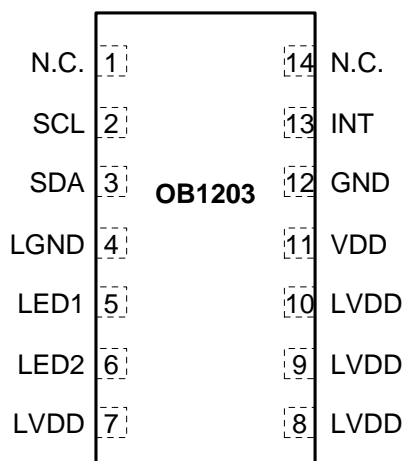 N.C. 1 14 N.C.
SCL 2 13 INT
SDA 3 OB1203 12 GND
LGND 4 11 VDD
LED1 5 10 LVDD
LED2 6 9 LVDD
LVDD 7 8 LVDD